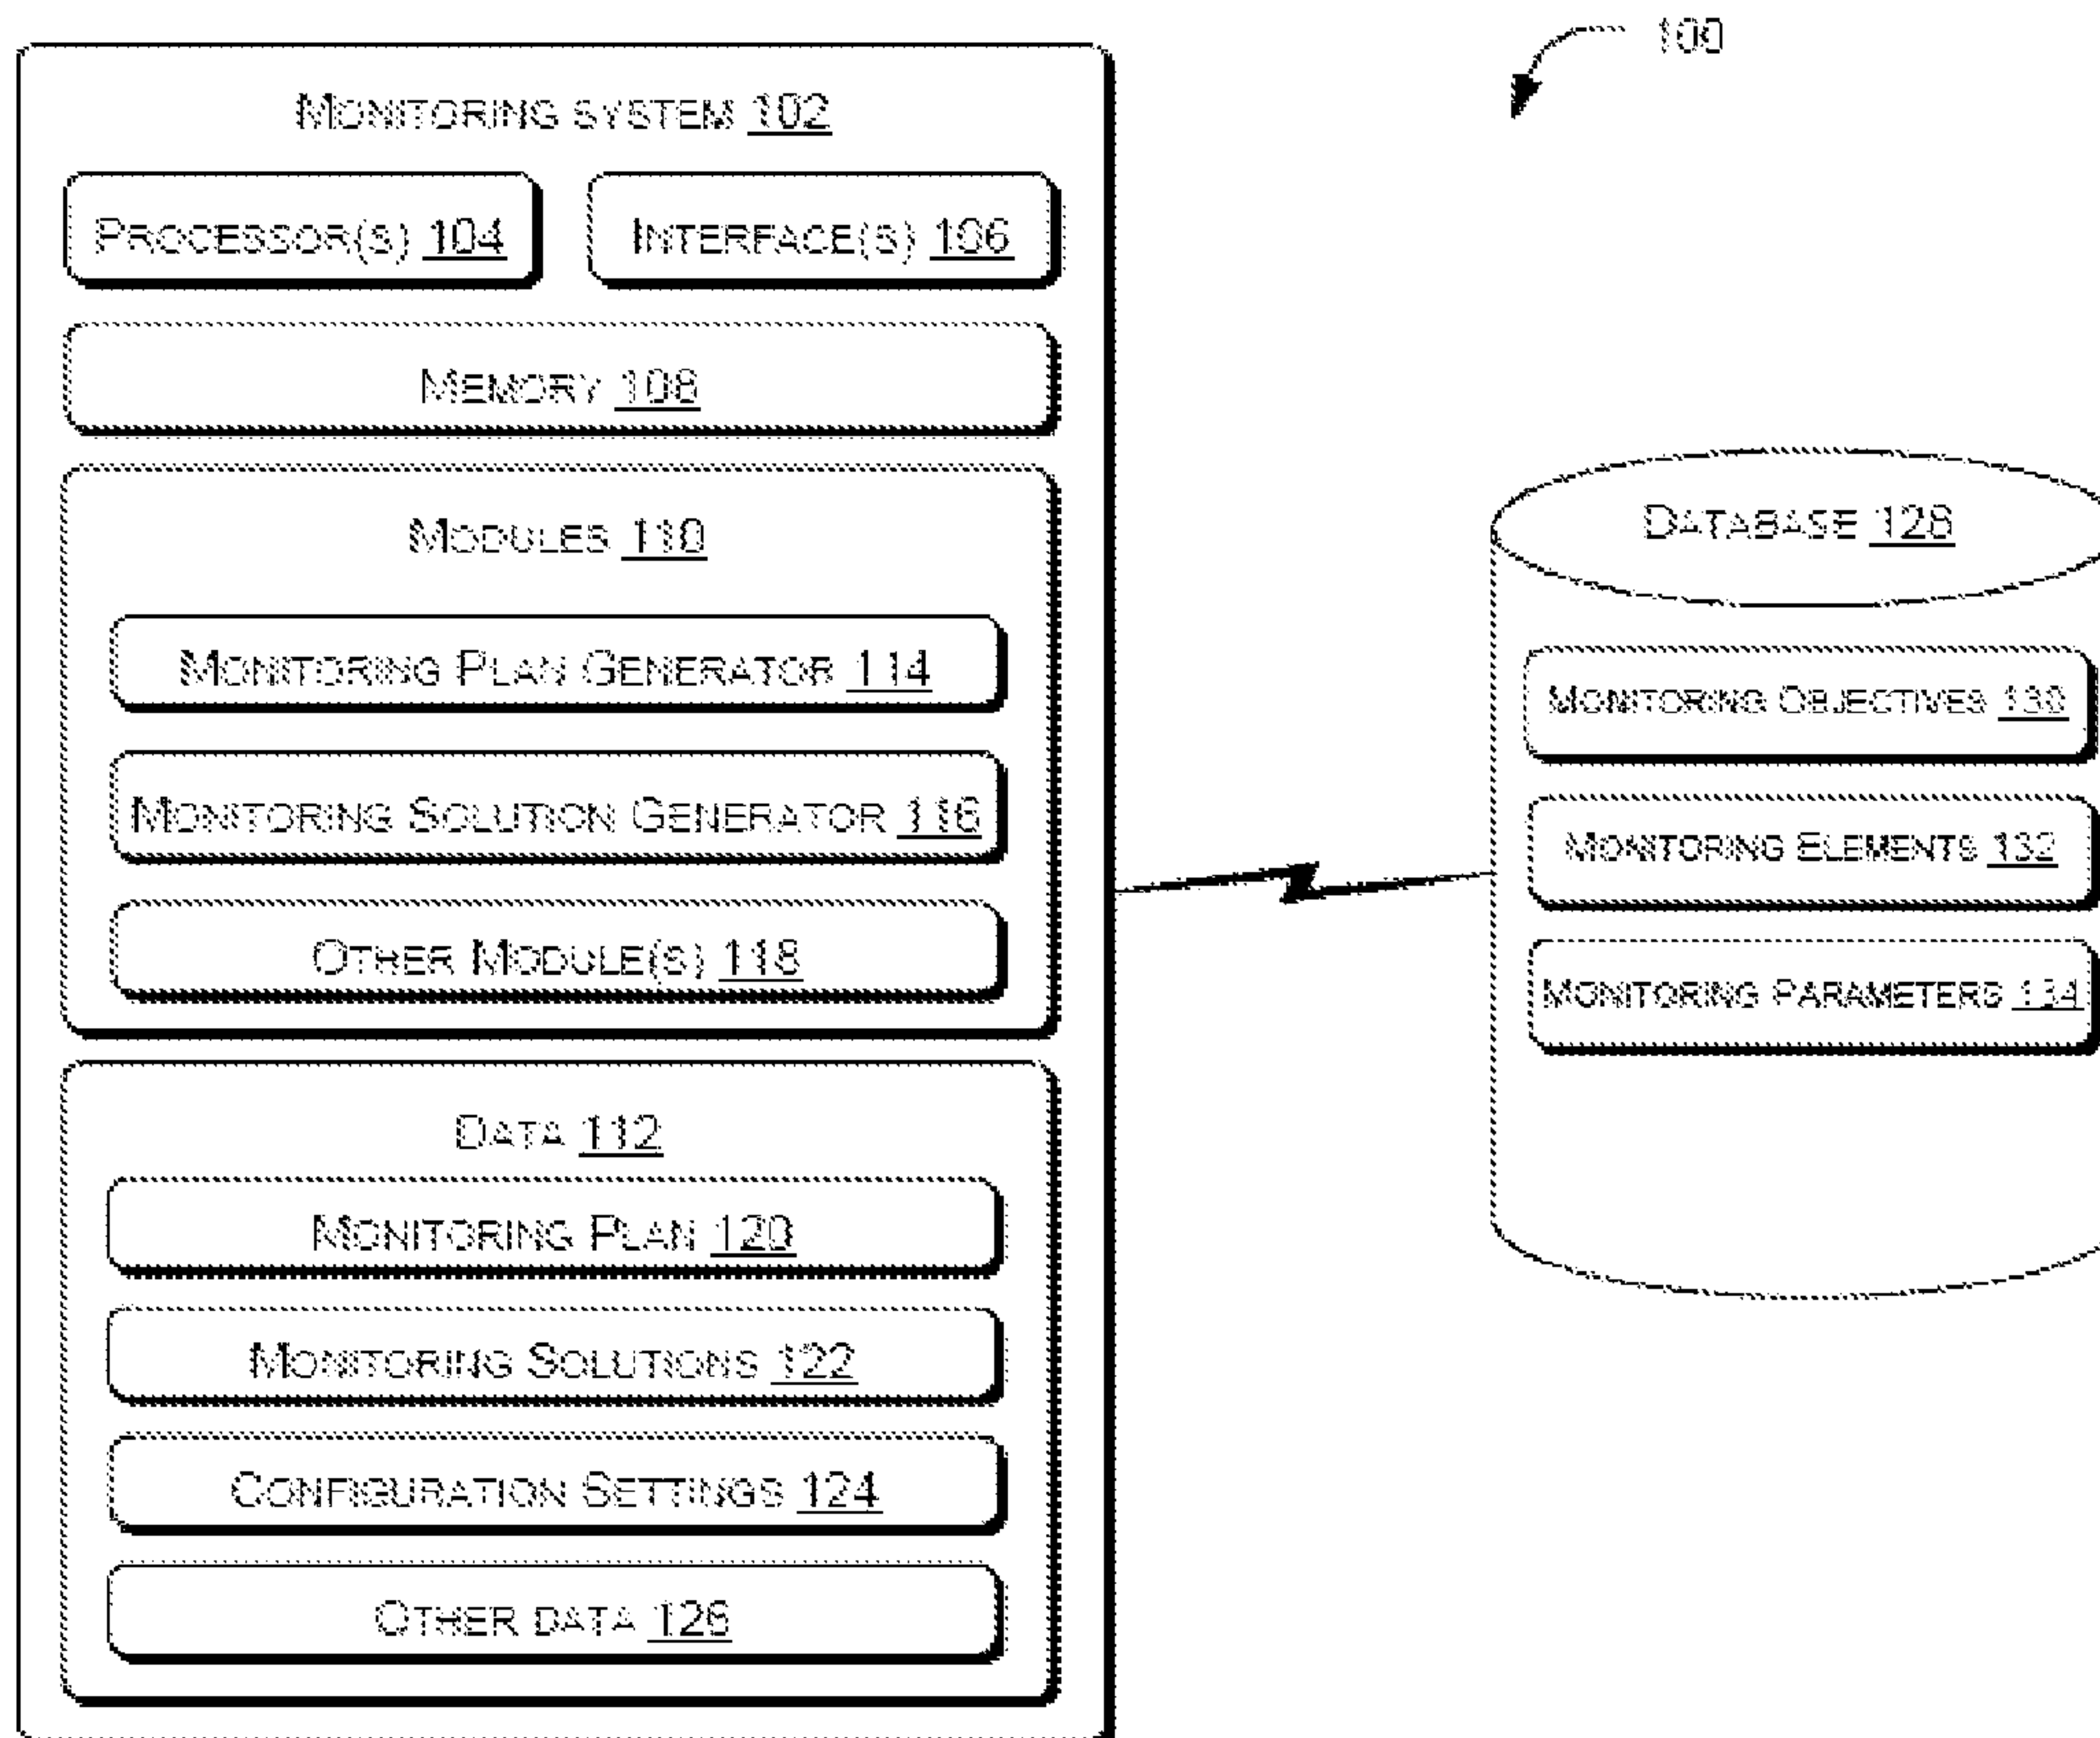 100
MONITORING SYSTEM 102
PROCESSOR(S) 104
INTERFACE(S) 106
MEMORY 108
MODULES 110
MONITORING PLAN GENERATOR 114
MONITORING SOLUTION GENERATOR 116
OTHER MODULE(S) 118
DATA 112
MONITORING PLAN 120
MONITORING SOLUTIONS 122
CONFIGURATION SETTINGS 124
OTHER DATA 126
DATABASE 128
MONITORING OBJECTIVES 130
MONITORING ELEMENTS 132
MONITORING PARAMETERS 134